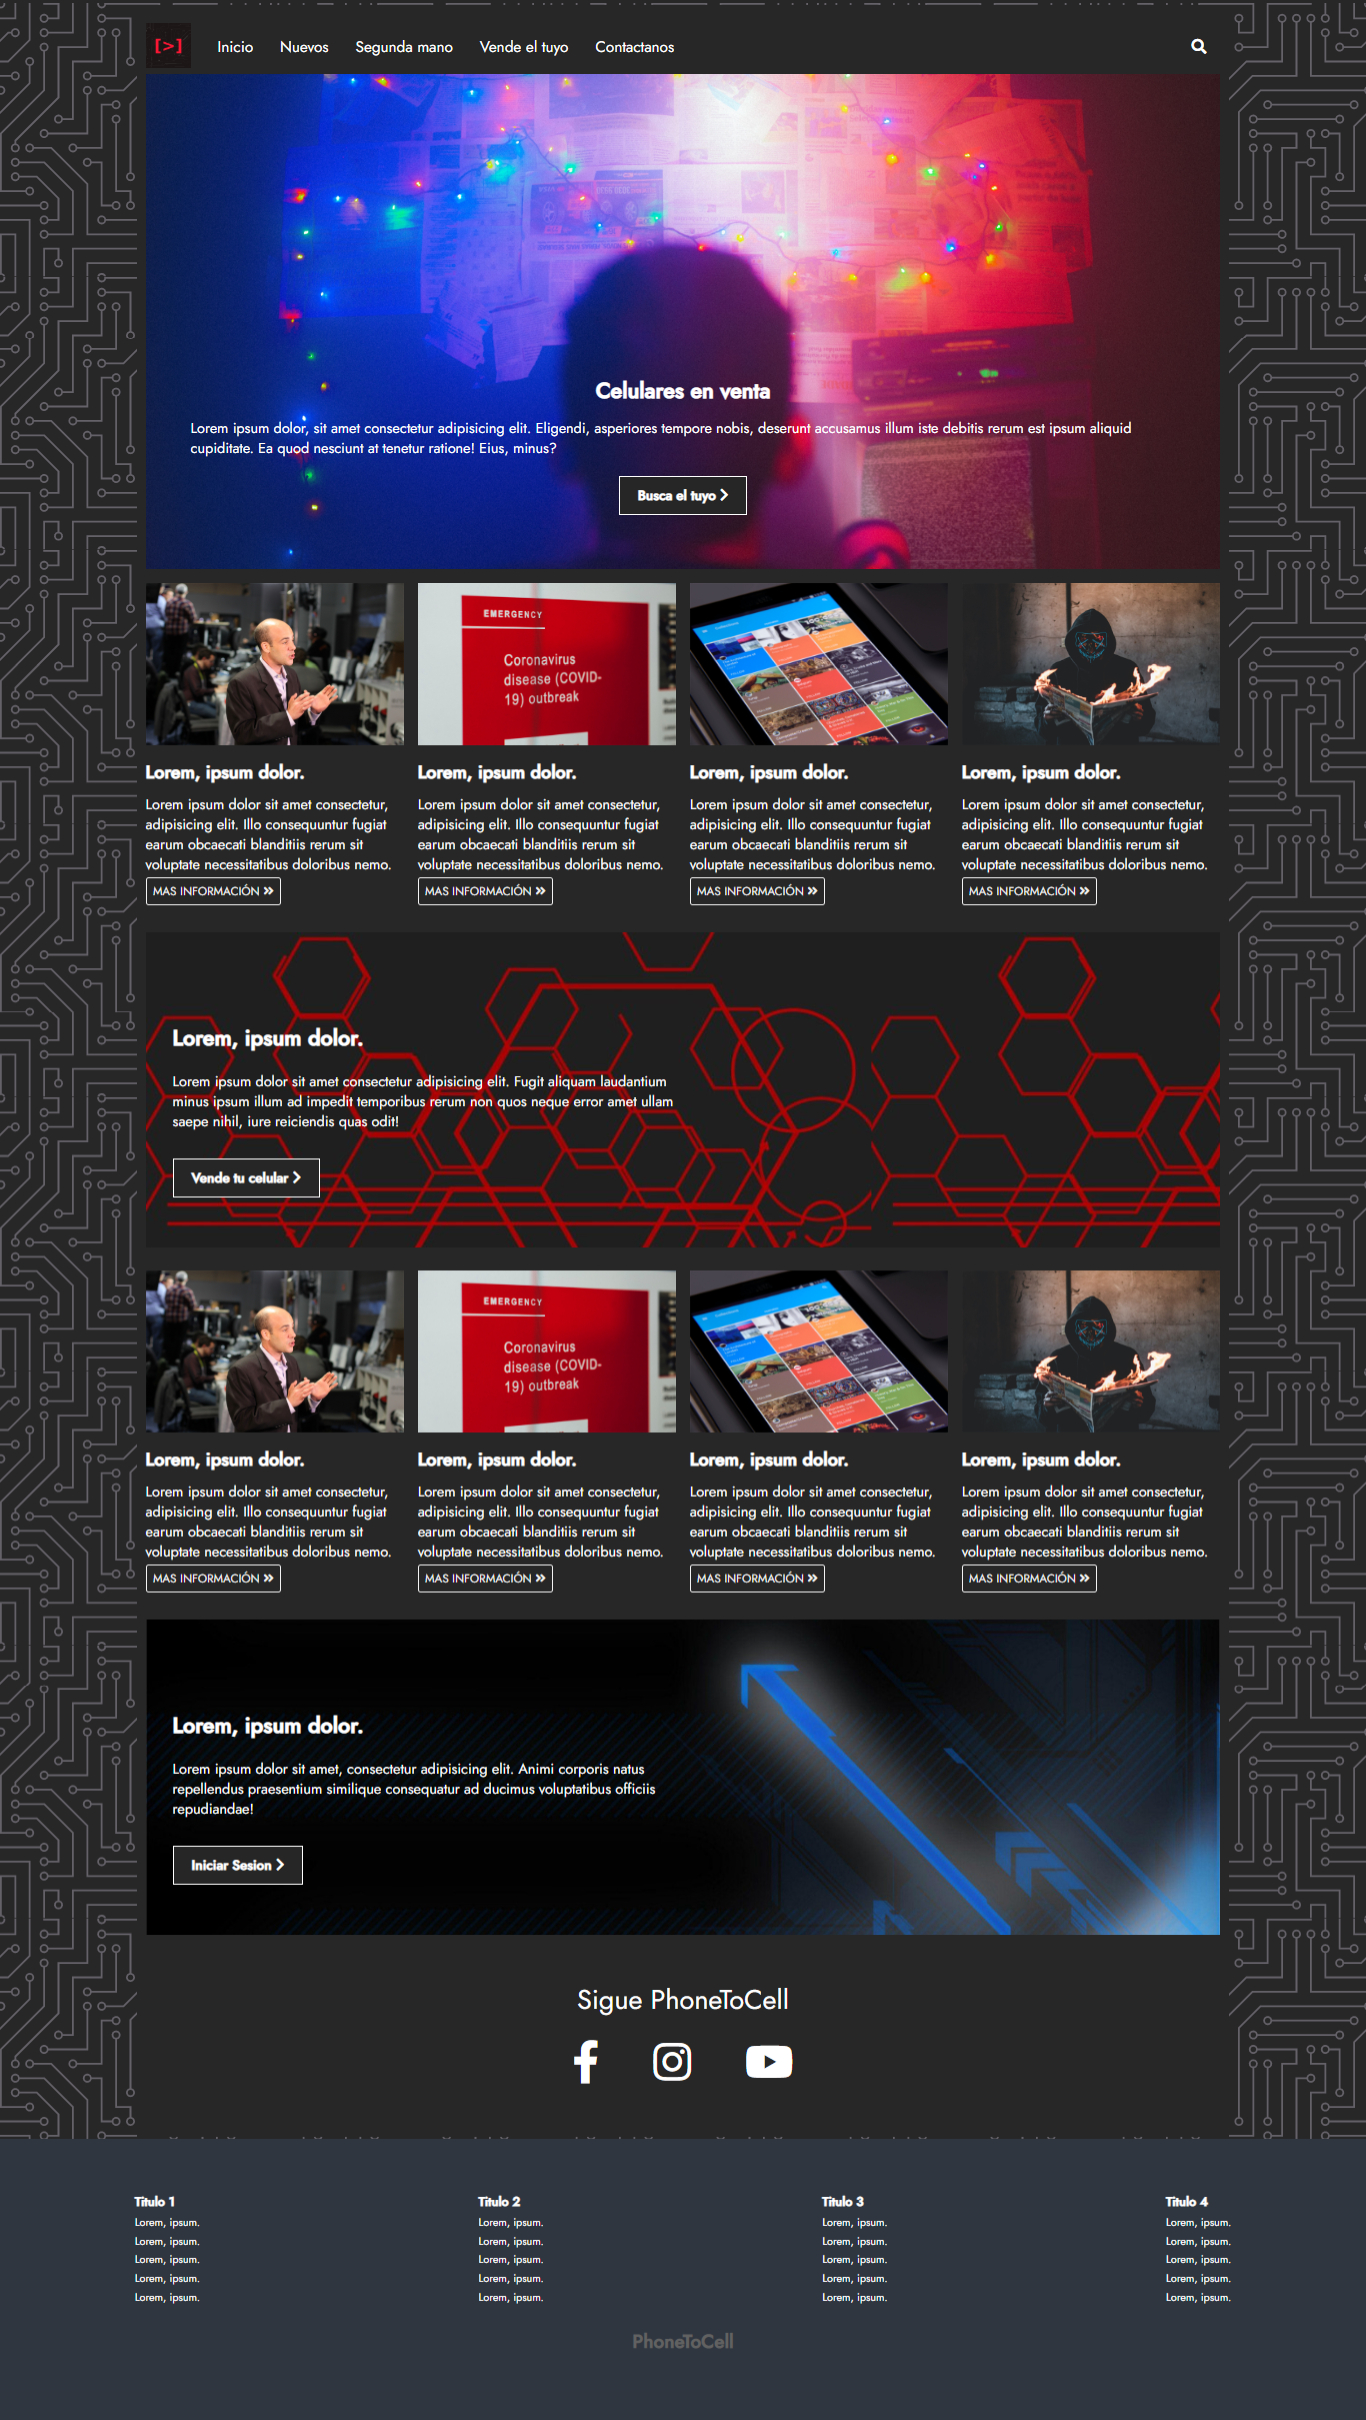 [>]
Inicio Nuevos Segunda mano Vende el tuyo Contactanos
Celulares en venta
Lorem ipsum dolor, sit amet consectetur adipisicing elit. Eligendi, asperiores tempore nobis, deserunt accusamus illum iste debitis rerum est ipsum aliquid
cupiditate. Ea quod nesciunt at tenetur ratione! Eius, minus?
Busca el tuyo
EMERGENCY
Coronavirus
disease (COVID-
19) outbreak
Lorem, ipsum dolor.
Lorem ipsum dolor sit amet consectetur,
adipisicing elit. Illo consequuntur fugiat
earum obcaecati blanditiis rerum sit
voluptate necessitatibus doloribus nemo.
MAS INFORMACIÓN
Lorem, ipsum dolor.
Lorem ipsum dolor sit amet consectetur,
adipisicing elit. Illo consequuntur fugiat
earum obcaecati blanditiis rerum sit
voluptate necessitatibus doloribus nemo.
MAS INFORMACIÓN
Lorem, ipsum dolor.
Lorem ipsum dolor sit amet consectetur,
adipisicing elit. Illo consequuntur fugiat
earum obcaecati blanditiis rerum sit
voluptate necessitatibus doloribus nemo.
MAS INFORMACIÓN
Lorem, ipsum dolor.
Lorem ipsum dolor sit amet consectetur,
adipisicing elit. Illo consequuntur fugiat
earum obcaecati blanditiis rerum sit
voluptate necessitatibus doloribus nemo.
MAS INFORMACIÓN
Lorem, ipsum dolor.
Lorem ipsum dolor sit amet consectetur adipisicing elit. Fugit aliquam laudantium
minus ipsum illum ad impedit temporibus rerum non quos neque error amet ullam
saepe nihil, iure reiciendis quas odit!
Vende tu celular
EMERGENCY
Coronavirus
disease (COVID-
19) outbreak
Lorem, ipsum dolor.
Lorem ipsum dolor sit amet consectetur,
adipisicing elit. Illo consequuntur fugiat
earum obcaecati blanditiis rerum sit
voluptate necessitatibus doloribus nemo.
MAS INFORMACIÓN
Lorem, ipsum dolor.
Lorem ipsum dolor sit amet consectetur,
adipisicing elit. Illo consequuntur fugiat
earum obcaecati blanditiis rerum sit
voluptate necessitatibus doloribus nemo.
MAS INFORMACIÓN
Lorem, ipsum dolor.
Lorem ipsum dolor sit amet consectetur,
adipisicing elit. Illo consequuntur fugiat
earum obcaecati blanditiis rerum sit
voluptate necessitatibus doloribus nemo.
MAS INFORMACIÓN
Lorem, ipsum dolor.
Lorem ipsum dolor sit amet consectetur,
adipisicing elit. Illo consequuntur fugiat
earum obcaecati blanditiis rerum sit
voluptate necessitatibus doloribus nemo.
MAS INFORMACIÓN
Lorem, ipsum dolor.
Lorem ipsum dolor sit amet, consectetur adipisicing elit. Animi corporis natus
repellendus praesentium similique consequatur ad ducimus voluptatibus officiis
repudiandae!
Iniciar Sesion
Sigue PhoneToCell
Titulo 1
Lorem, ipsum.
Lorem, ipsum.
Lorem, ipsum.
Lorem, ipsum.
Lorem, ipsum.
Titulo 2
Lorem, ipsum.
Lorem, ipsum.
Lorem, ipsum.
Lorem, ipsum.
Lorem, ipsum.
Titulo 3
Lorem, ipsum.
Lorem, ipsum.
Lorem, ipsum.
Lorem, ipsum.
Lorem, ipsum.
Titulo 4
Lorem, ipsum.
Lorem, ipsum.
Lorem, ipsum.
Lorem, ipsum.
Lorem, ipsum.
PhoneToCell